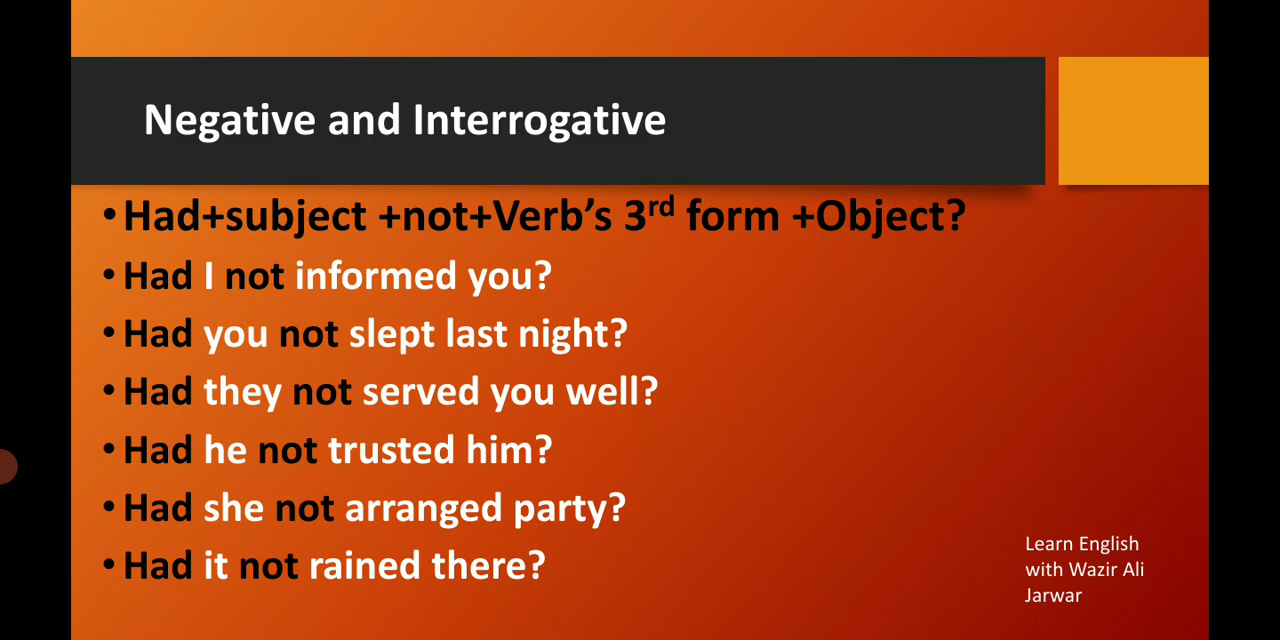 Negative and Interrogative
• Had+subject +not+Verb’s 3rd form +Object?
• Had I not informed you?
• Had you not slept last night?
• Had they not served you well?
• Had he not trusted him?
• Had she not arranged party?
• Had it not rained there?
Learn English
with Wazir Ali
Jarwar